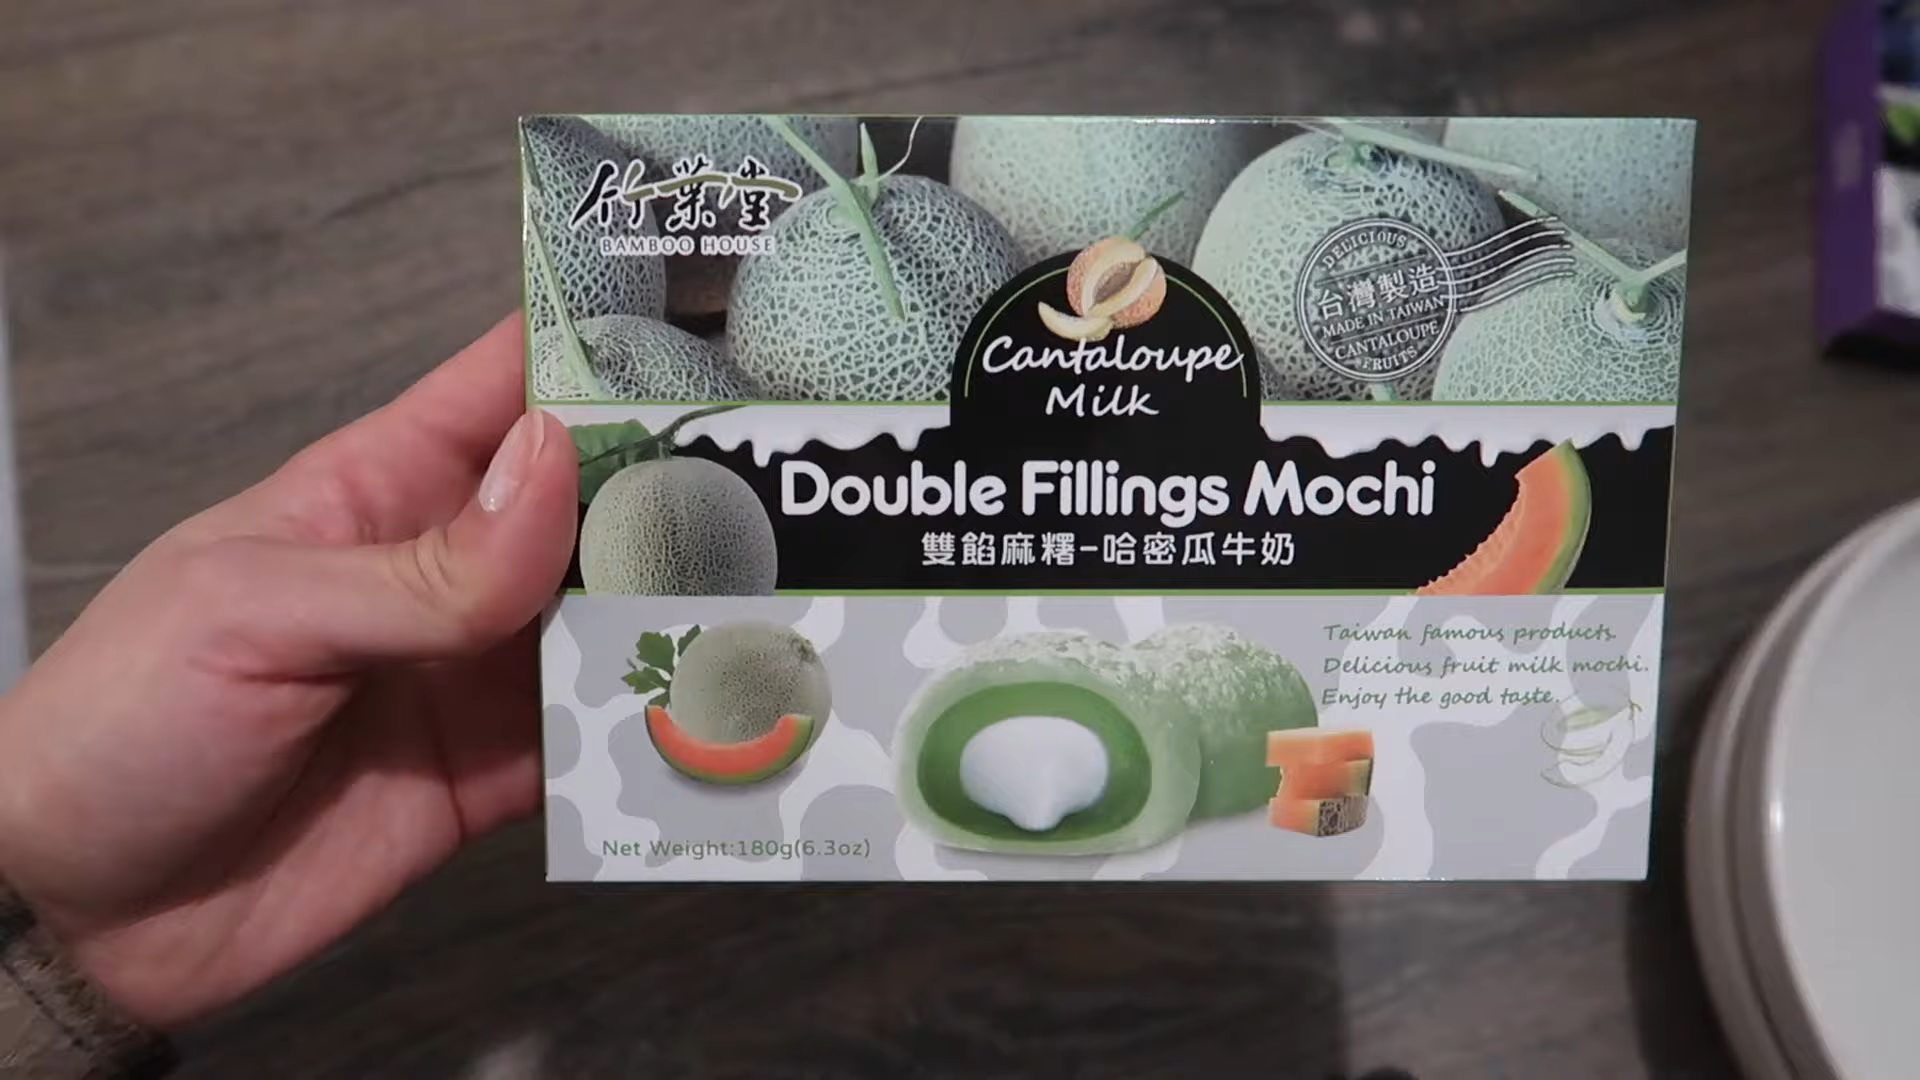 竹葉堂
BAMBOO HOUSE
DELICIOUS
台灣製造
MADE IN TAIWAN
CANTALOUPE
FRUITS
Cantaloupe
Milk
Double Fillings Mochi
雙餡麻糬-哈密瓜牛奶
Taiwan famous products.
Delicious fruit milk mochi.
Enjoy the good taste.
Net Weight:180g(6.3oz)